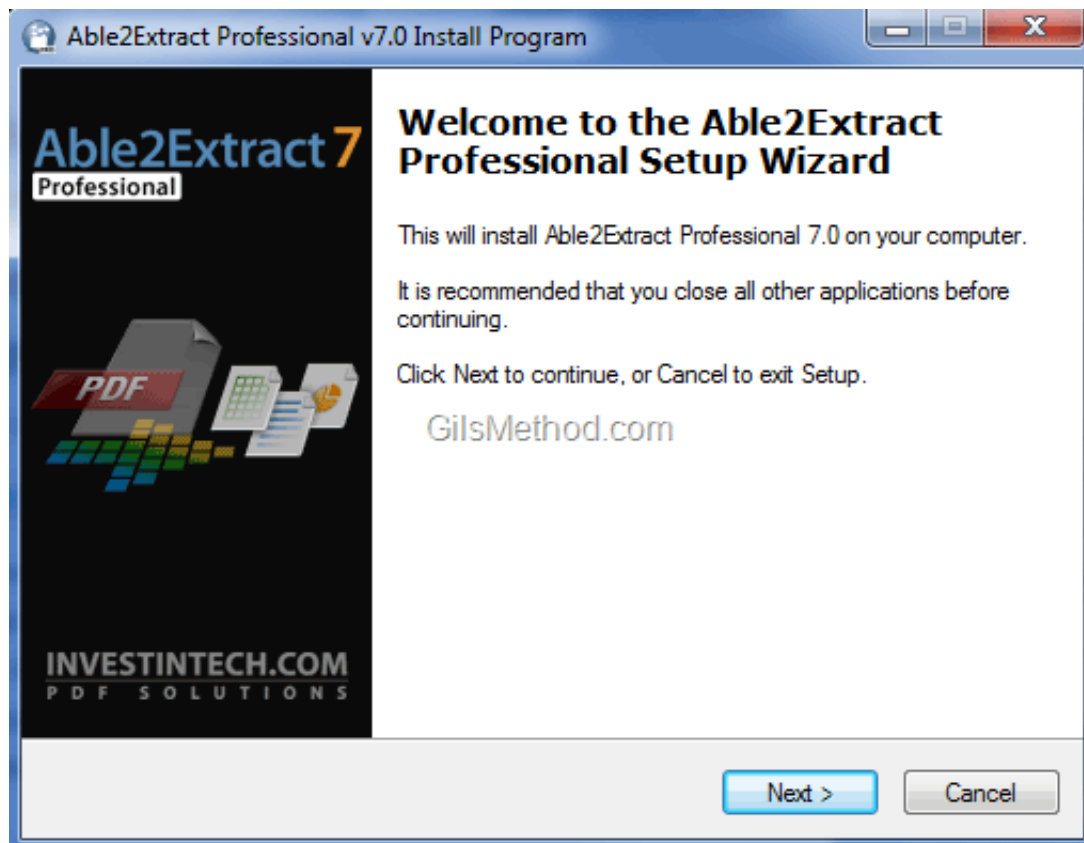 Able2Extract Professional v7.0 Install Program
Able2Extract 7
Professional
PDF
INVESTINTECH.COM
PDF SOLUTIONS
Welcome to the Able2Extract
Professional Setup Wizard
This will install Able2Extract Professional 7.0 on your computer.
It is recommended that you close all other applications before
continuing.
Click Next to continue, or Cancel to exit Setup.
GilsMethod.com
Next >
Cancel